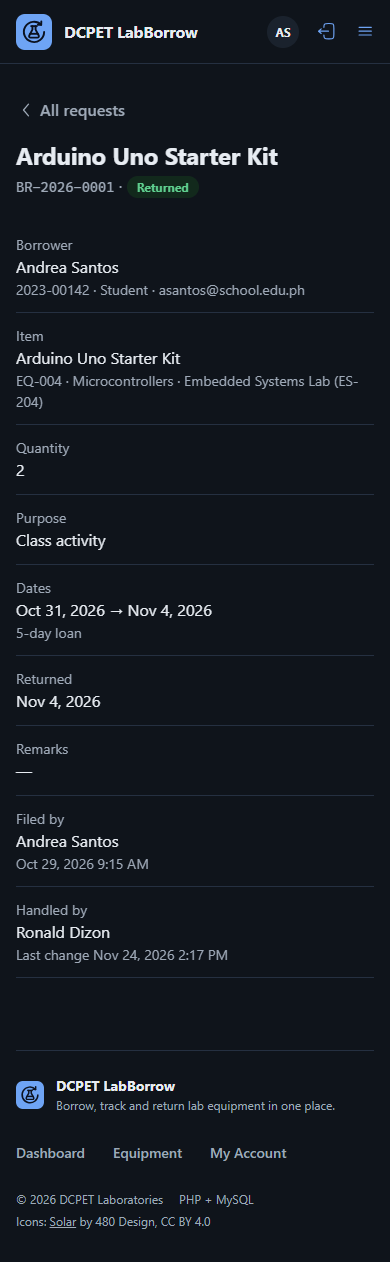 DCPET LabBorrow
AS
All requests
Arduino Uno Starter Kit
BR-2026-0001 · Returned
Borrower
Andrea Santos
2023-00142 · Student · asantos@school.edu.ph
Item
Arduino Uno Starter Kit
EQ-004 · Microcontrollers · Embedded Systems Lab (ES-
204)
Quantity
2
Purpose
Class activity
Dates
Oct 31, 2026 → Nov 4, 2026
5-day loan
Returned
Nov 4, 2026
Remarks
—
Filed by
Andrea Santos
Oct 29, 2026 9:15 AM
Handled by
Ronald Dizon
Last change Nov 24, 2026 2:17 PM
DCPET LabBorrow
Borrow, track and return lab equipment in one place.
Dashboard Equipment My Account
© 2026 DCPET Laboratories PHP + MySQL
Icons: Solar by 480 Design, CC BY 4.0